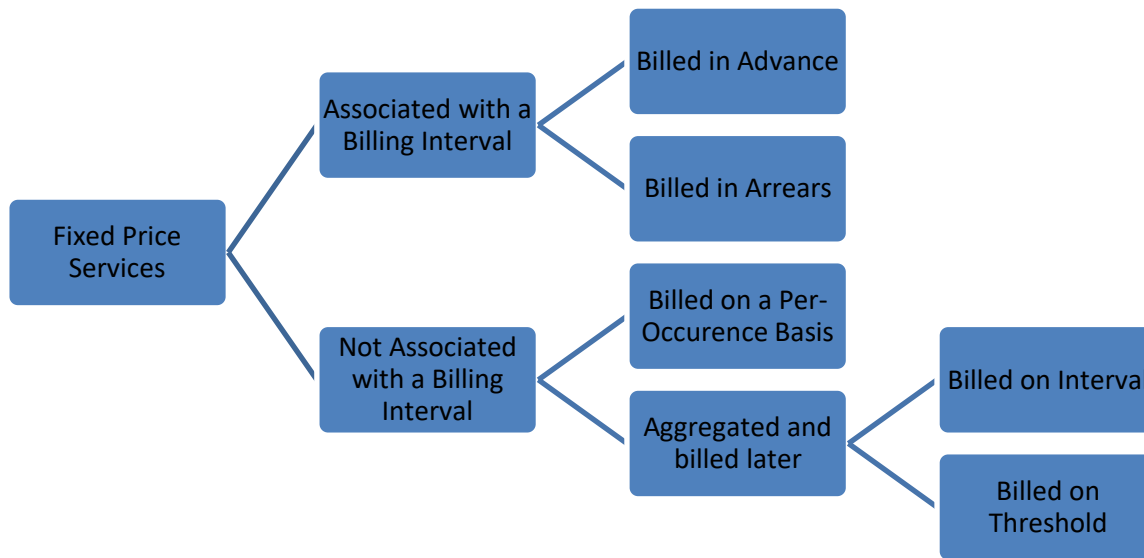 Fixed Price
Services
Associated with a
Billing Interval
Billed in Advance
Billed in Arrears
Not Associated
with a Billing
Interval
Billed on a Per-
Occurence Basis
Aggregated and
billed later
Billed on Interval
Billed on
Threshold